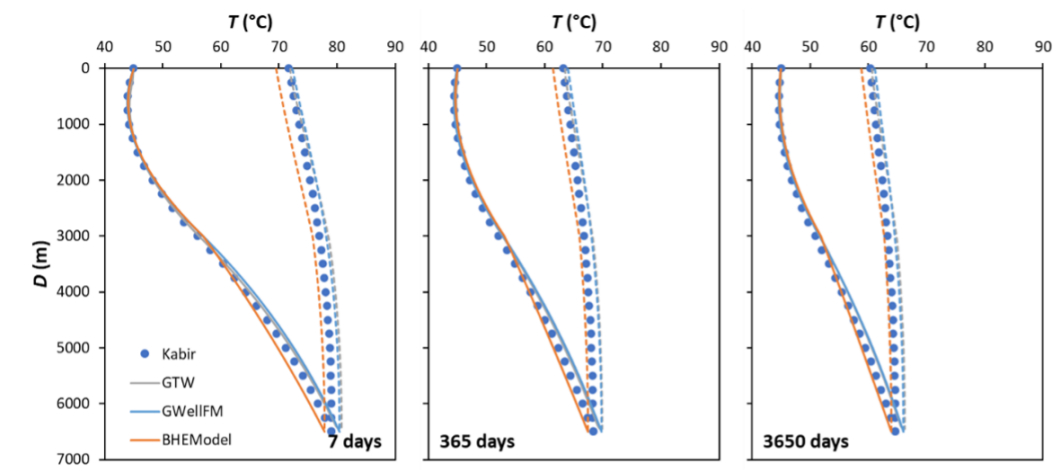 T (°C)
T (°C)
T (°C)
40 50 60 70 80 90
40 50 60 70 80 90
40 50 60 70 80 90
0
1000
2000
3000
4000
5000
6000
7000
D (m)
Kabir
GTW
GWellFM
BHEModel
7 days
365 days
3650 days